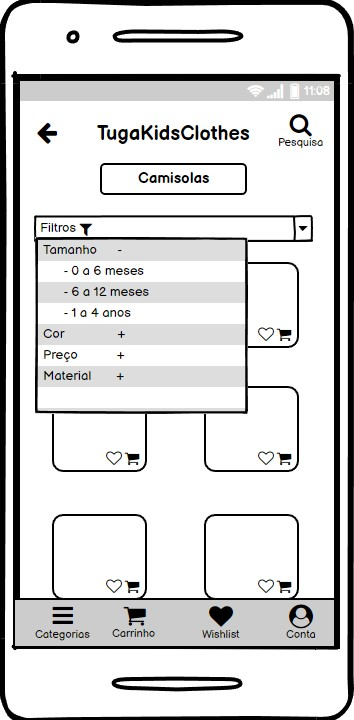 11:08
TugaKidsClothes
Pesquisa
Camisolas
Filtros
Tamanho -
- 0 a 6 meses
- 6 a 12 meses
- 1 a 4 anos
Cor +
Preço +
Material +
Categorias Carrinho Wishlist Conta